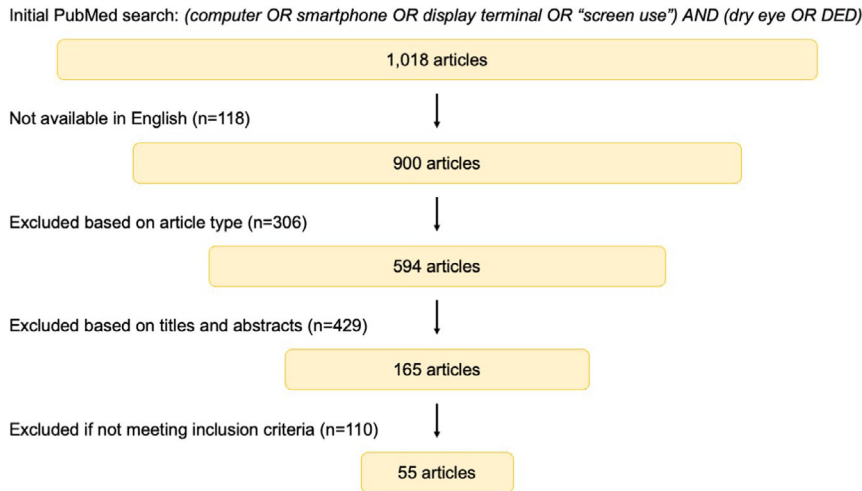 Initial PubMed search: (computer OR smartphone OR display terminal OR “screen use”) AND (dry eye OR DED)
1,018 articles
Not available in English (n=118)
900 articles
Excluded based on article type (n=306)
594 articles
Excluded based on titles and abstracts (n=429)
165 articles
Excluded if not meeting inclusion criteria (n=110)
55 articles